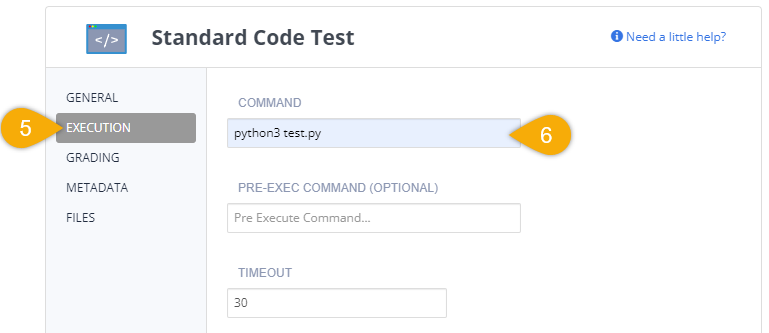 </> Standard Code Test Need a little help?
GENERAL
5 EXECUTION
GRADING
METADATA
FILES
COMMAND
python3 test.py 6
PRE-EXEC COMMAND (OPTIONAL)
Pre Execute Command...
TIMEOUT
30